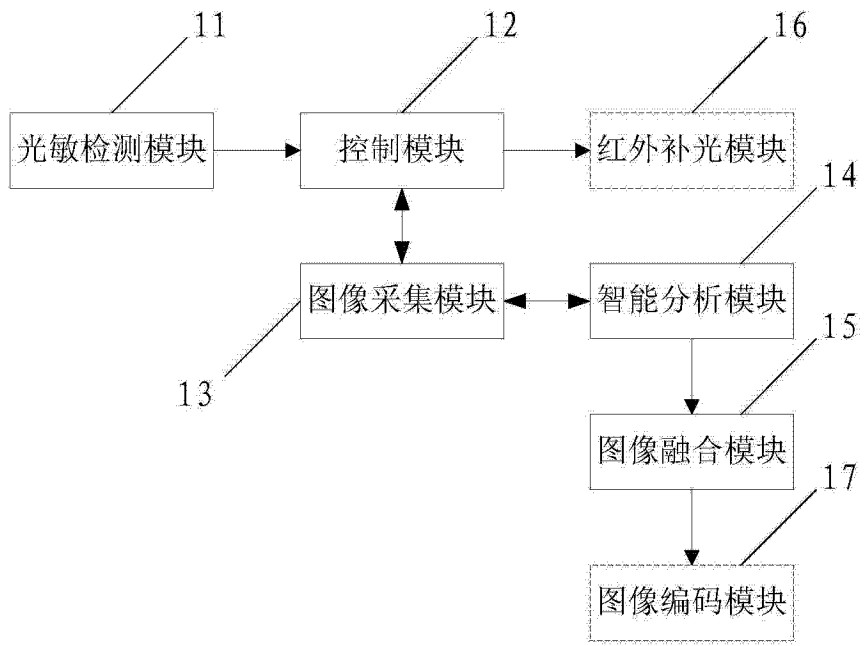 11
12
16
光敏检测模块
控制模块
红外补光模块
14
图像采集模块
智能分析模块
13
15
图像融合模块
17
图像编码模块